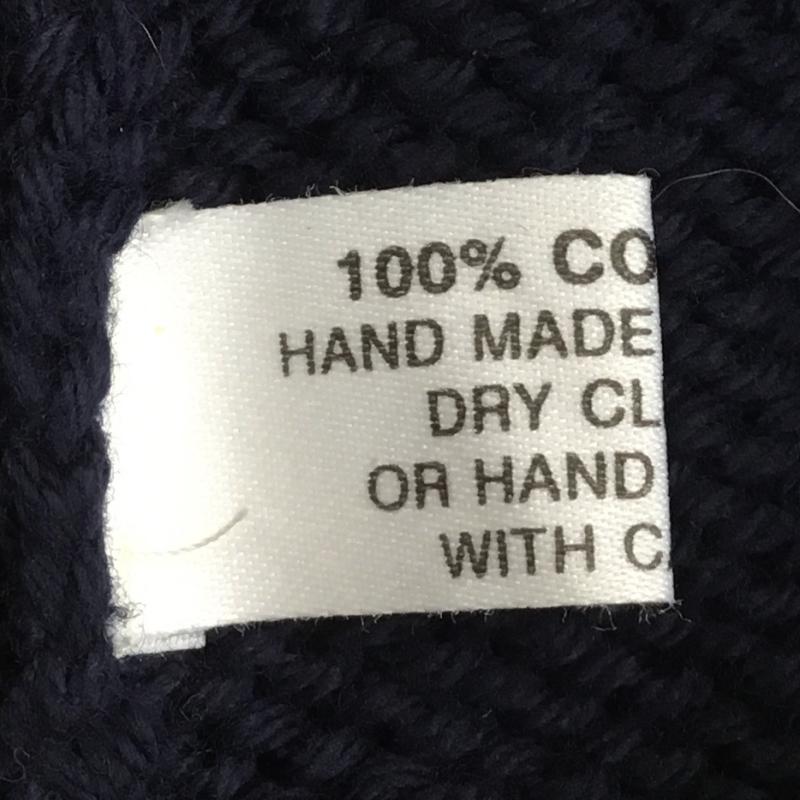 100% CO
HAND MADE
DRY CL
OR HAND
WITH C